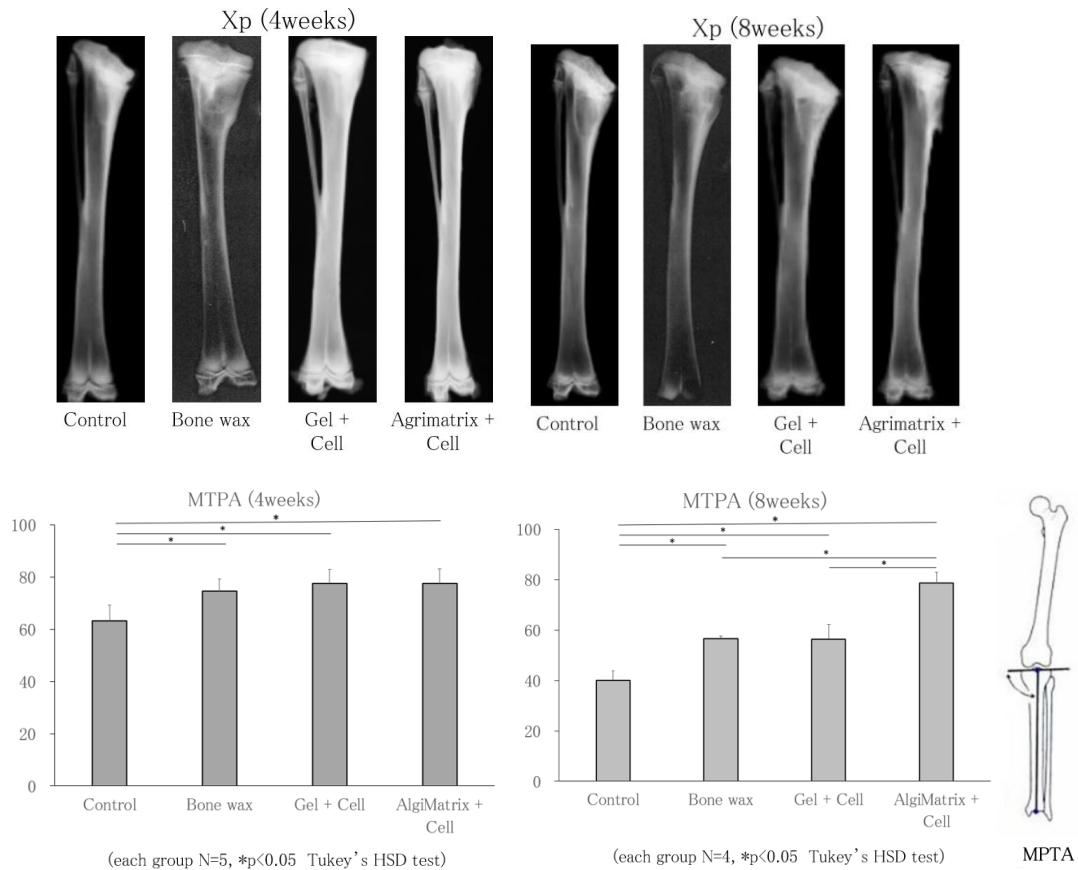 Xp (4weeks)
Control
Bone wax
Gel +
Cell
Agrimatrix +
Cell
Xp (8weeks)
Control
Bone wax
Gel +
Cell
Agrimatrix +
Cell
MTPA (4weeks)
100
80
60
40
20
0
*
*
*
Control
Bone wax
Gel + Cell
AlgiMatrix +
Cell
(each group N=5, *p<0.05 Tukey's HSD test)
MTPA (8weeks)
100
80
60
40
20
0
*
*
*
*
*
Control
Bone wax
Gel + Cell
AlgiMatrix +
Cell
(each group N=4, *p<0.05 Tukey's HSD test)
MPTA